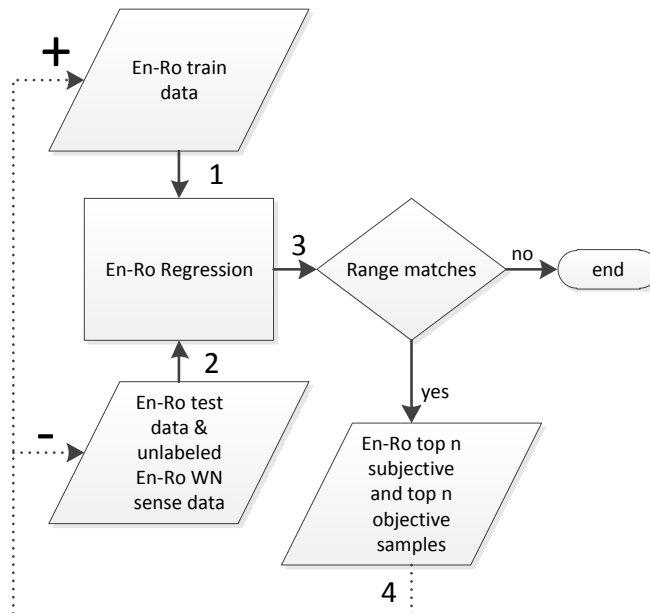 +
En-Ro train
data
1
En-Ro Regression
3
Range matches
no
end
2
yes
-
En-Ro test
data &
unlabeled
En-Ro WN
sense data
En-Ro top n
subjective
and top n
objective
samples
4